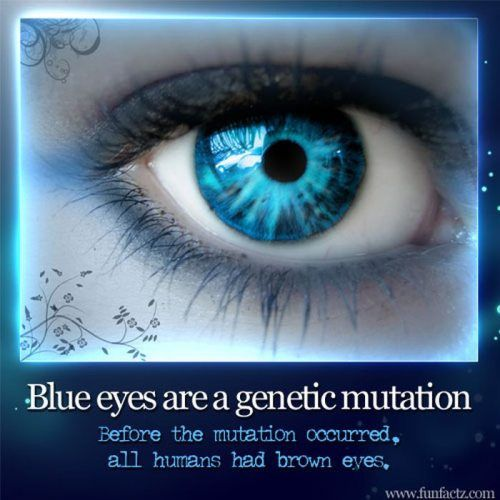 Blue eyes are a genetic mutation
Before the mutation occurred,
all humans had brown eyes.
www.funfactz.com